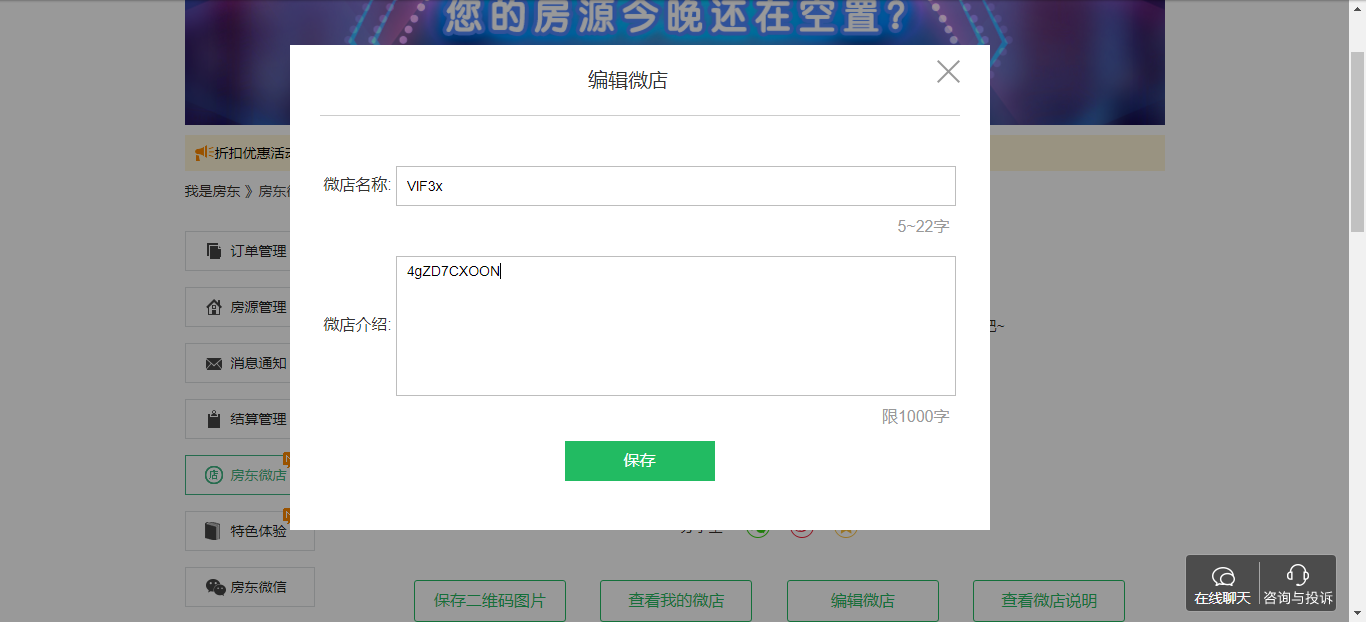 您的房源今晚还在空置?
编辑微店
折扣优惠活
我是房东 》房东
微店名称:
VIF3x
5~22字
订单管理
4gZD7CXOON
房源管理
微店介绍:
吧~
消息通知
结算管理
限1000字
保存
房东微店
特色体验
房东微信
保存二维码图片
查看我的微店
编辑微店
查看微店说明
在线聊天
咨询与投诉